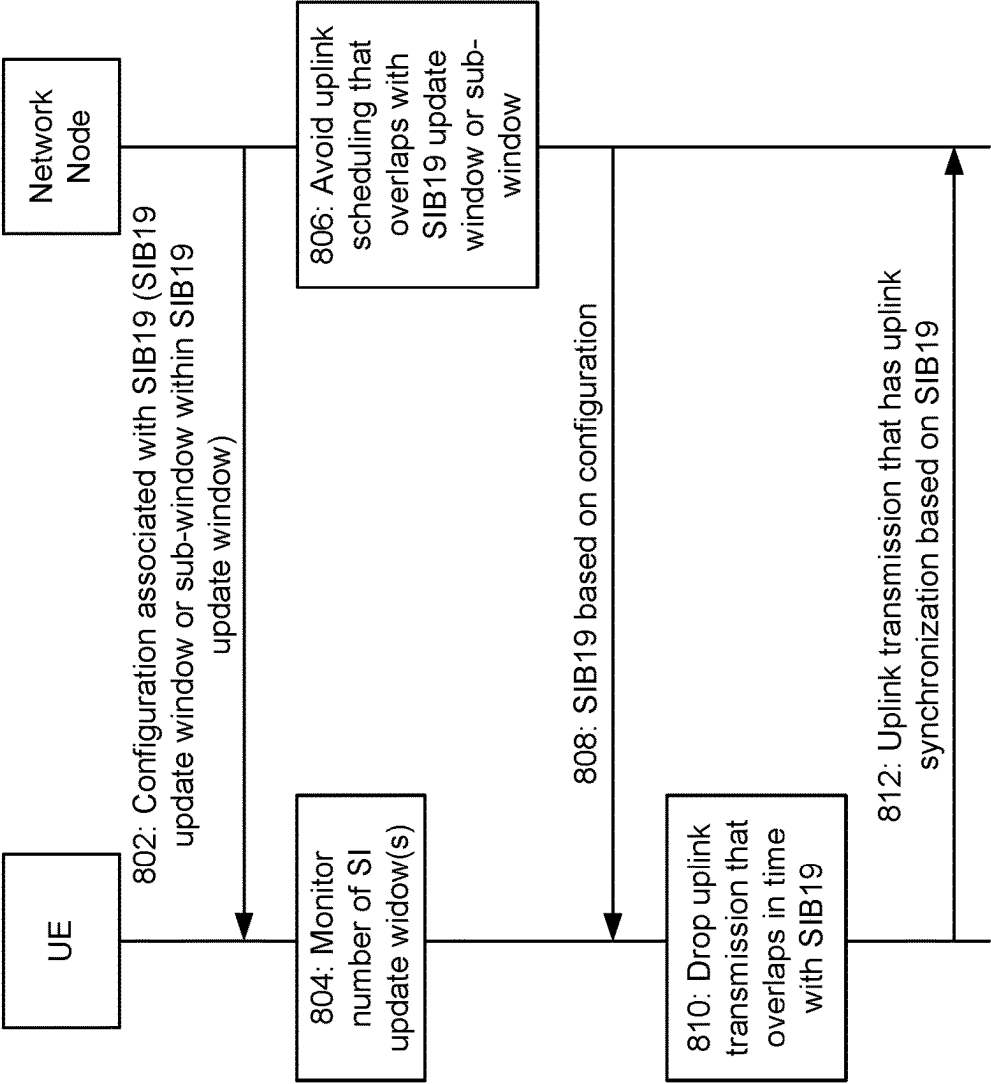 UE
Network
Node
802: Configuration associated with SIB19 (SIB19
update window or sub-window within SIB19
update window)
804: Monitor
number of SI
update widow(s)
806: Avoid uplink
scheduling that
overlaps with
SIB19 update
window or sub-
window
808: SIB19 based on configuration
810: Drop uplink
transmission that
overlaps in time
with SIB19
812: Uplink transmission that has uplink
synchronization based on SIB19